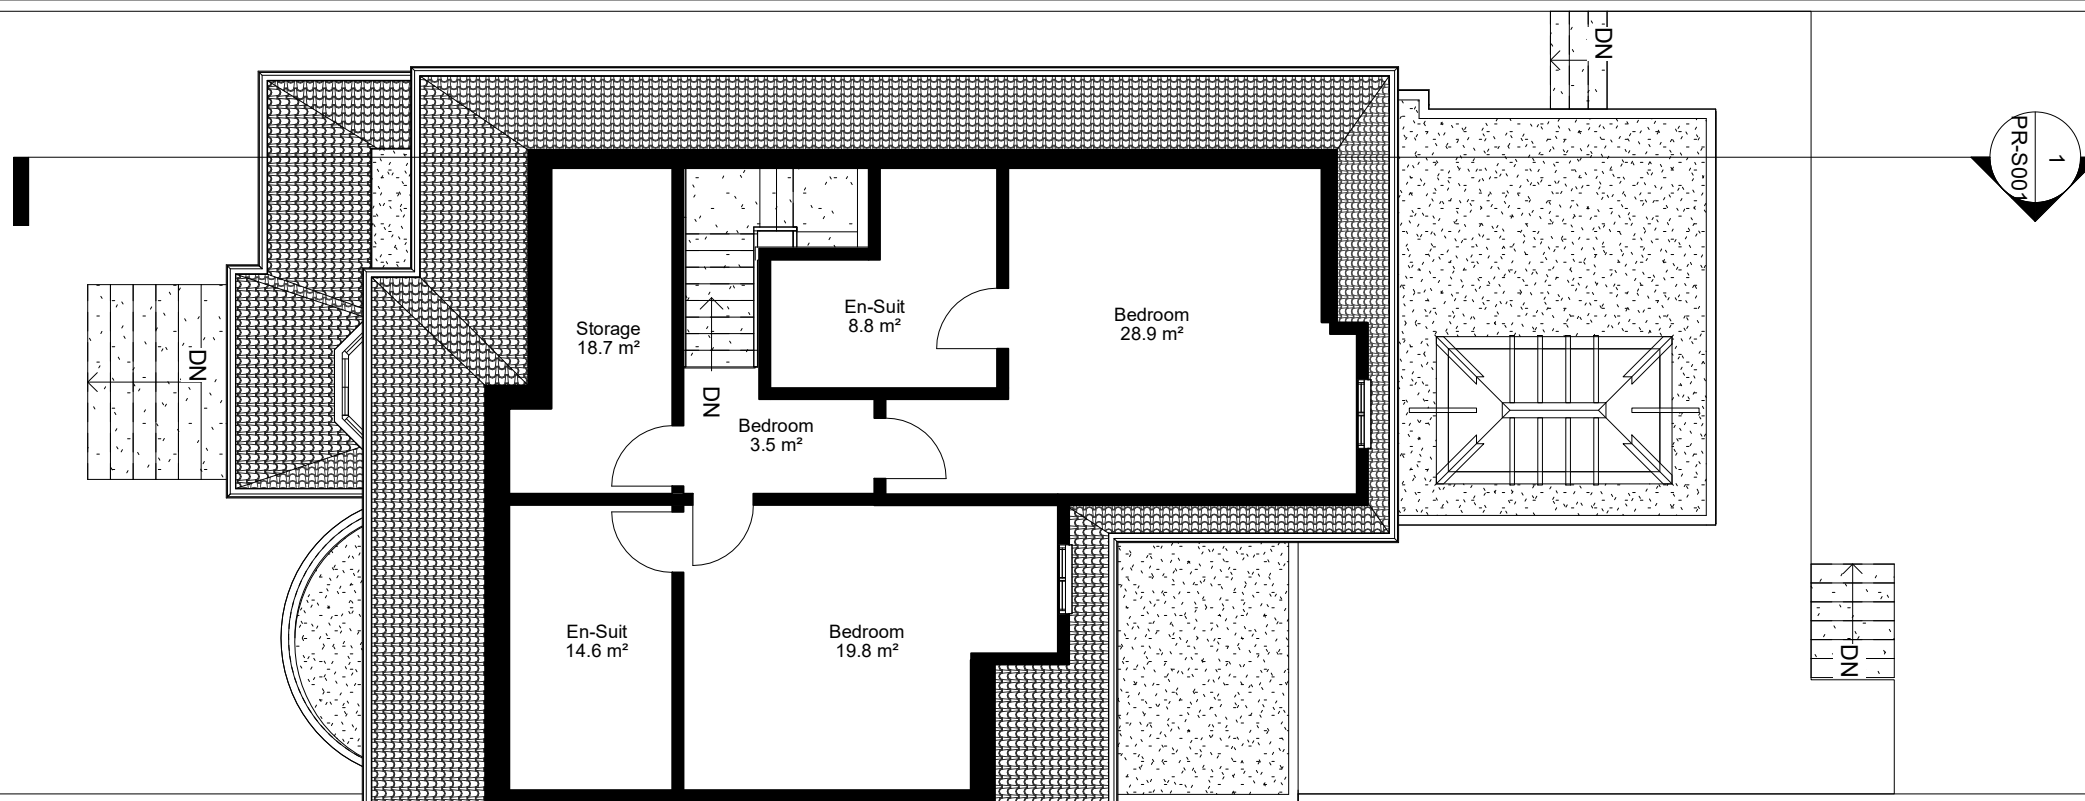 DN
1
PR-S001
En-Suit
8.8 m²
Bedroom
28.9 m²
Storage
18.7 m²
DN
DN
Bedroom
3.5 m²
En-Suit
14.6 m²
Bedroom
19.8 m²
DN